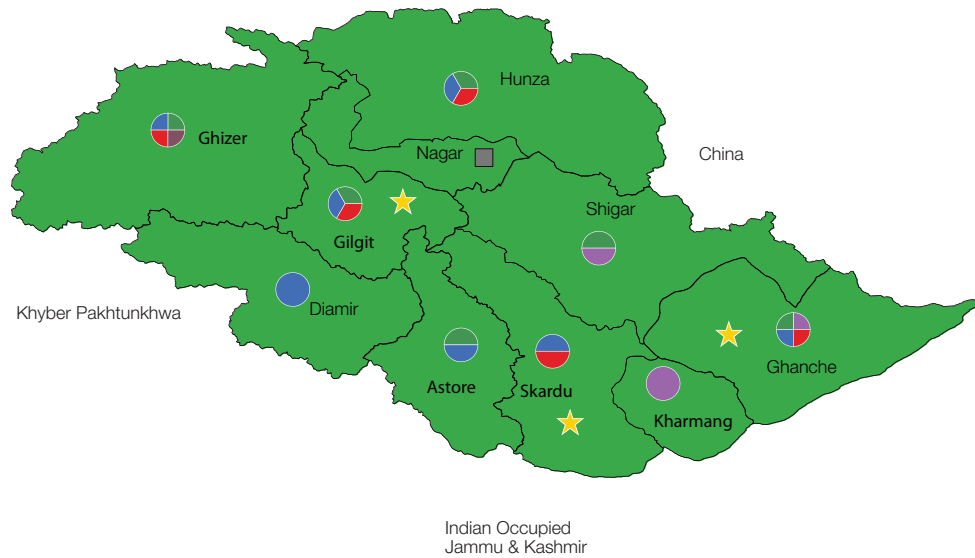 Hunza
Ghizer
Nagar
China
Shigar
Gilgit
Khyber Pakhtunkhwa
Diamir
Ghanche
Astore
Skardu
Kharmang
Indian Occupied
Jammu & Kashmir